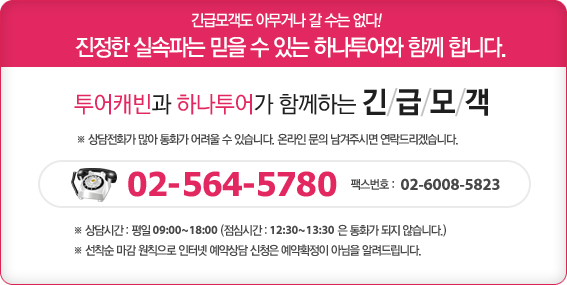 긴급모객도 아무거나 갈 수는 없다!
진정한 실속파는 믿을 수 있는 하나투어와 함께 합니다.
투어캐빈과 하나투어가 함께하는 긴/급/모/객
※ 상담전화가 많아 통화가 어려울 수 있습니다. 온라인 문의 남겨주시면 연락드리겠습니다.
02-564-5780 팩스번호 : 02-6008-5823
※ 상담시간 : 평일 09:00~18:00 (점심시간 : 12:30~13:30 은 통화가 되지 않습니다.)
※ 선착순 마감 원칙으로 인터넷 예약상담 신청은 예약확정이 아님을 알려드립니다.